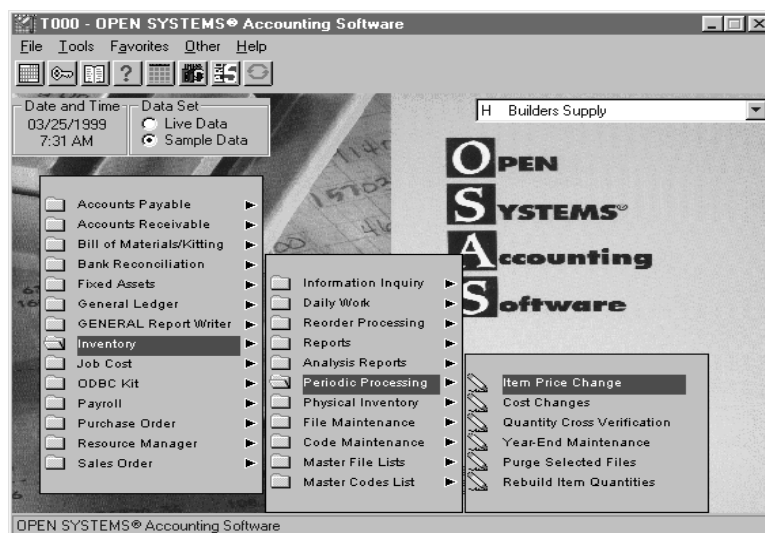 T000 - OPEN SYSTEMS® Accounting Software
File Tools Favorites Other Help
Date and Time
03/25/1999
7:31 AM
Data Set
Live Data
Sample Data
H Builders Supply
OPEN
SYSTEMS®
Accounting
Software
Accounts Payable
Accounts Receivable
Bill of Materials/Kitting
Bank Reconciliation
Fixed Assets
General Ledger
GENERAL Report Writer
Inventory
Job Cost
ODBC Kit
Payroll
Purchase Order
Resource Manager
Sales Order
Information Inquiry
Daily Work
Reorder Processing
Reports
Analysis Reports
Periodic Processing
Physical Inventory
File Maintenance
Code Maintenance
Master File Lists
Master Codes List
Item Price Change
Cost Changes
Quantity Cross Verification
Year-End Maintenance
Purge Selected Files
Rebuild Item Quantities
OPEN SYSTEMS® Accounting Software